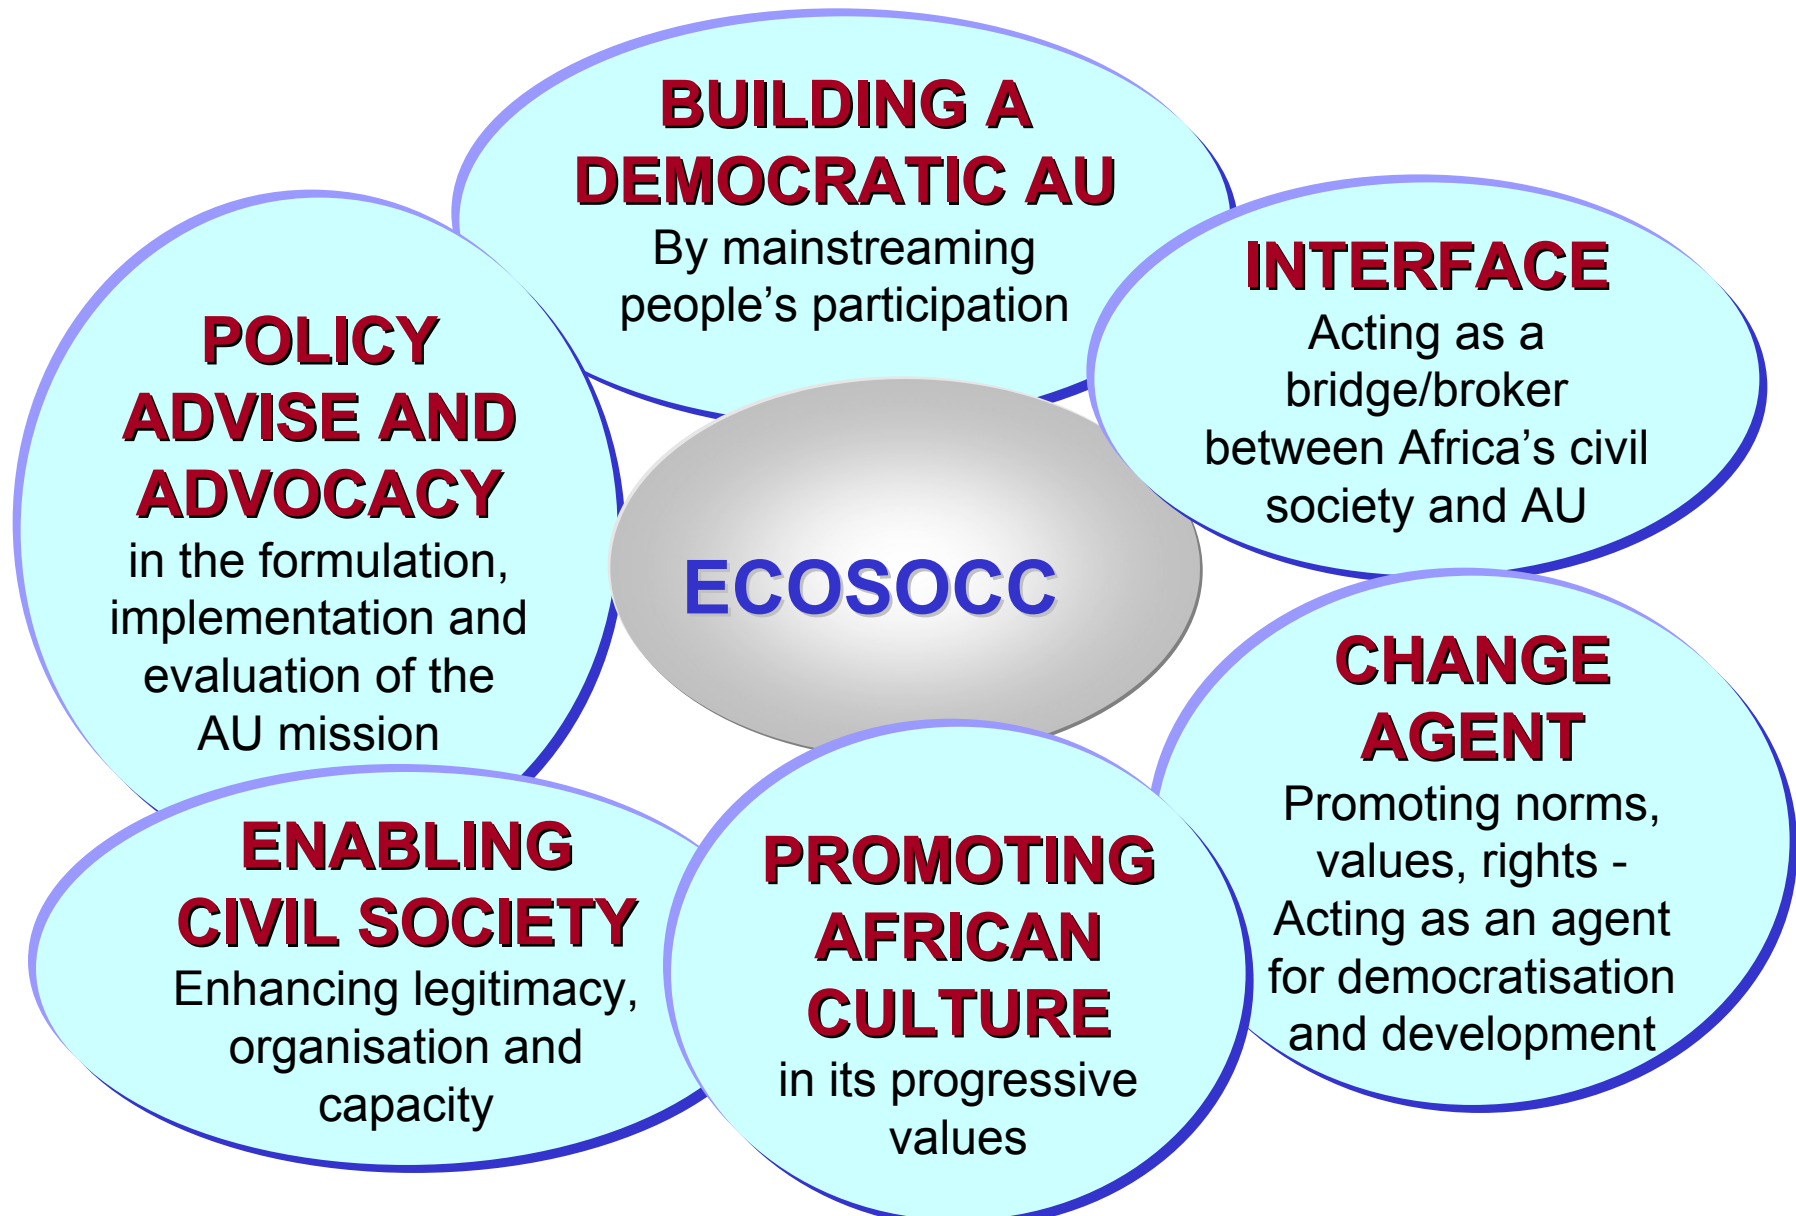 BUILDING A
DEMOCRATIC AU
By mainstreaming
people’s participation
INTERFACE
Acting as a
bridge/broker
between Africa’s civil
society and AU
POLICY
ADVISE AND
ADVOCACY
in the formulation,
implementation and
evaluation of the
AU mission
ECOSOCC
CHANGE
AGENT
Promoting norms,
values, rights -
Acting as an agent
for democratisation
and development
ENABLING
CIVIL SOCIETY
Enhancing legitimacy,
organisation and
capacity
PROMOTING
AFRICAN
CULTURE
in its progressive
values